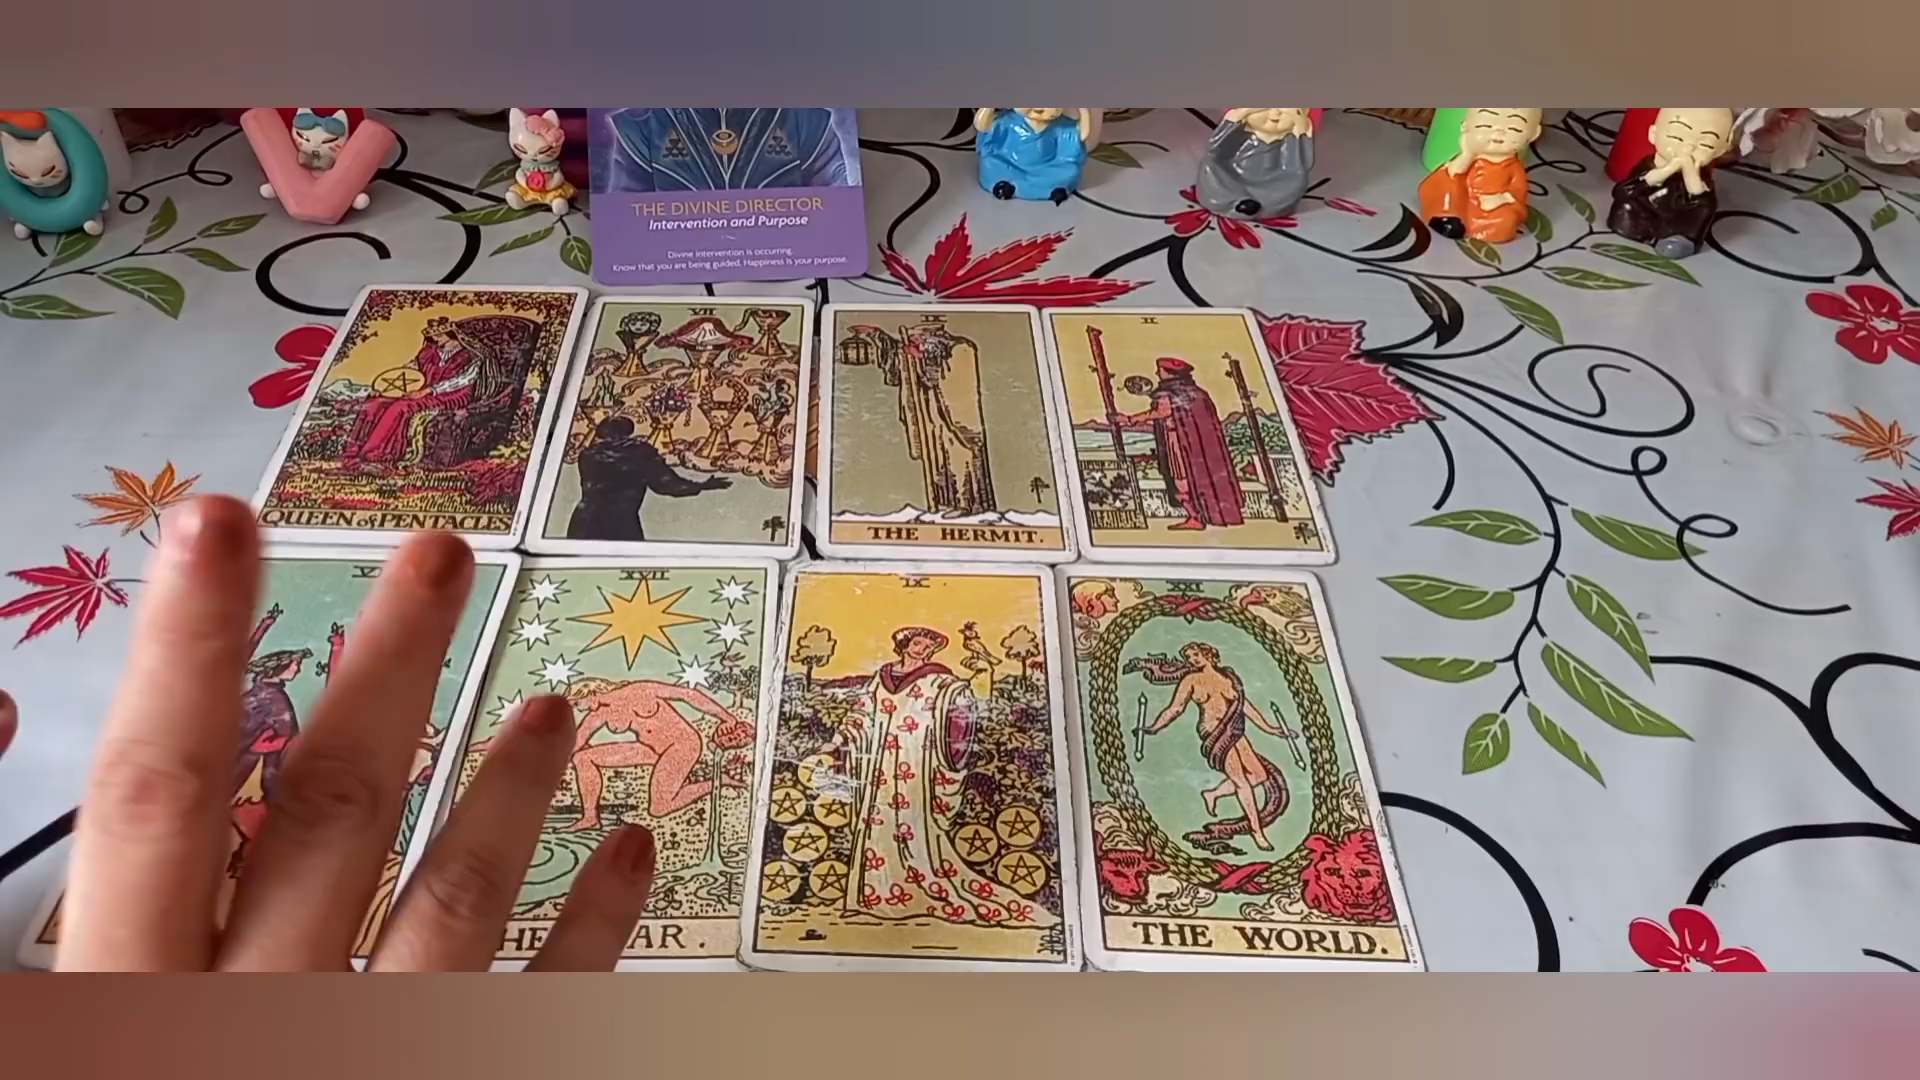 THE DIVINE DIRECTOR
Intervention and Purpose
Divine intervention is occurring.
Know that you are being guided. Happiness is your purpose.
VII
IX
II
QUEEN of PENTACLES
THE HERMIT.
XVII
IX
XXI
THE WORLD.